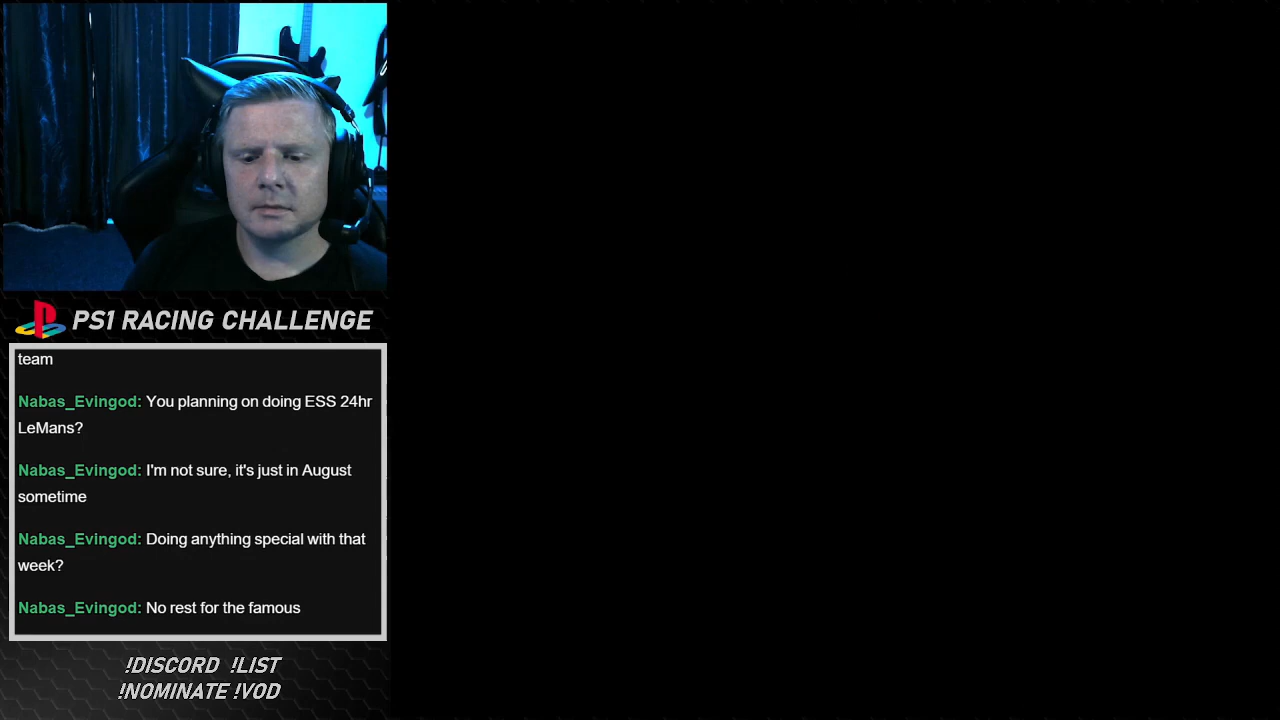 PS1 RACING CHALLENGE
team
Nabas_Evingod: You planning on doing ESS 24hr
LeMans?
Nabas_Evingod: I'm not sure, it's just in August
sometime
Nabas_Evingod: Doing anything special with that
week?
Nabas_Evingod: No rest for the famous
!DISCORD !LIST
!NOMINATE !VOD